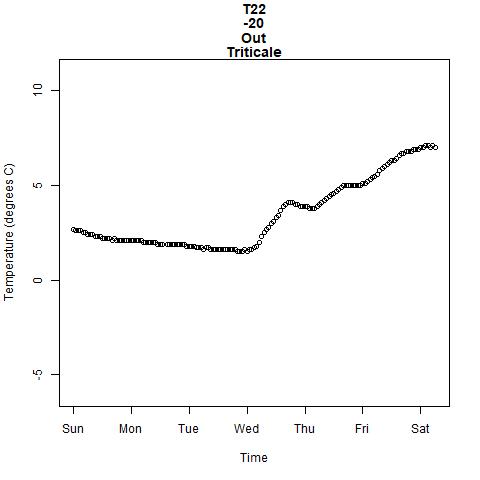 T22
-20
Out
Triticale
Temperature (degrees C)
10
5
0
-5
Sun Mon Tue Wed Thu Fri Sat
Time